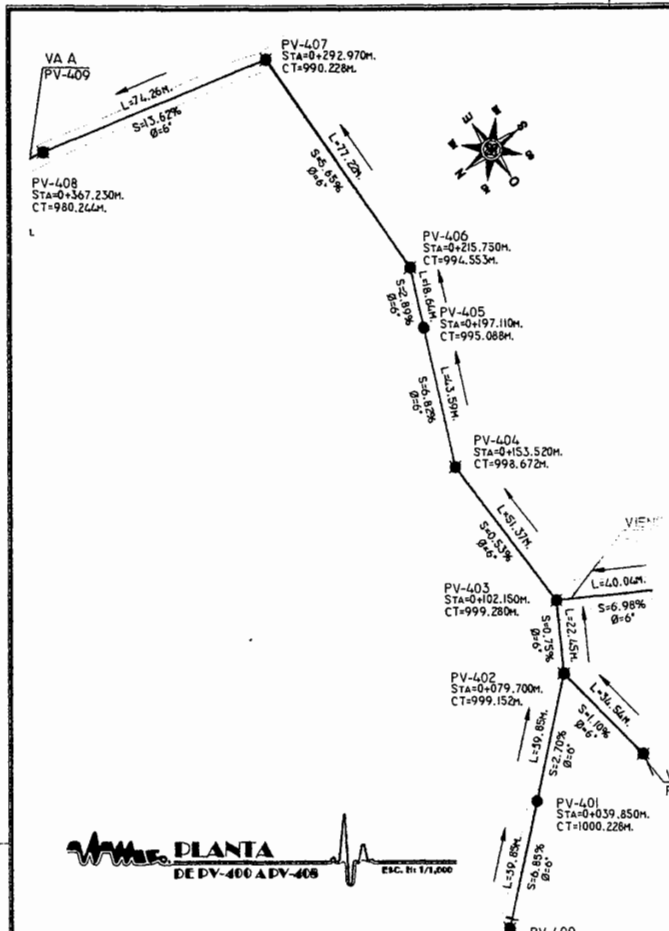 PV-407
STA=0+292.970M.
CT=990.228M.
VA A
PV-409
L=74.26M.
S=13.62%
Ø=6"
PV-408
STA=0+367.230M.
CT=980.244M.
L
L=77.22M.
S=5.65%
Ø=6"
E
S
N
O
PV-406
STA=0+215.750M.
CT=994.553M.
L=18.64M.
S=2.89%
Ø=6"
PV-405
STA=0+197.110M.
CT=995.088M.
L=43.59M.
S=6.82%
Ø=6"
PV-404
STA=0+153.520M.
CT=998.672M.
L=51.37M.
S=0.53%
Ø=6"
VIEN
L=40.04M.
S=6.98%
Ø=6"
PV-403
STA=0+102.150M.
CT=999.280M.
L=22.45M.
S=0.75%
Ø=6"
PV-402
STA=0+079.700M.
CT=999.152M.
L=34.54M.
S=1.10%
Ø=6"
L=39.85M.
S=2.70%
Ø=6"
PV-401
STA=0+039.850M.
CT=1000.228M.
L=39.85M.
S=6.85%
Ø=6"
PV-400
PLANTA
DE PV-400 A PV-408
ESC. H: 1/1,000